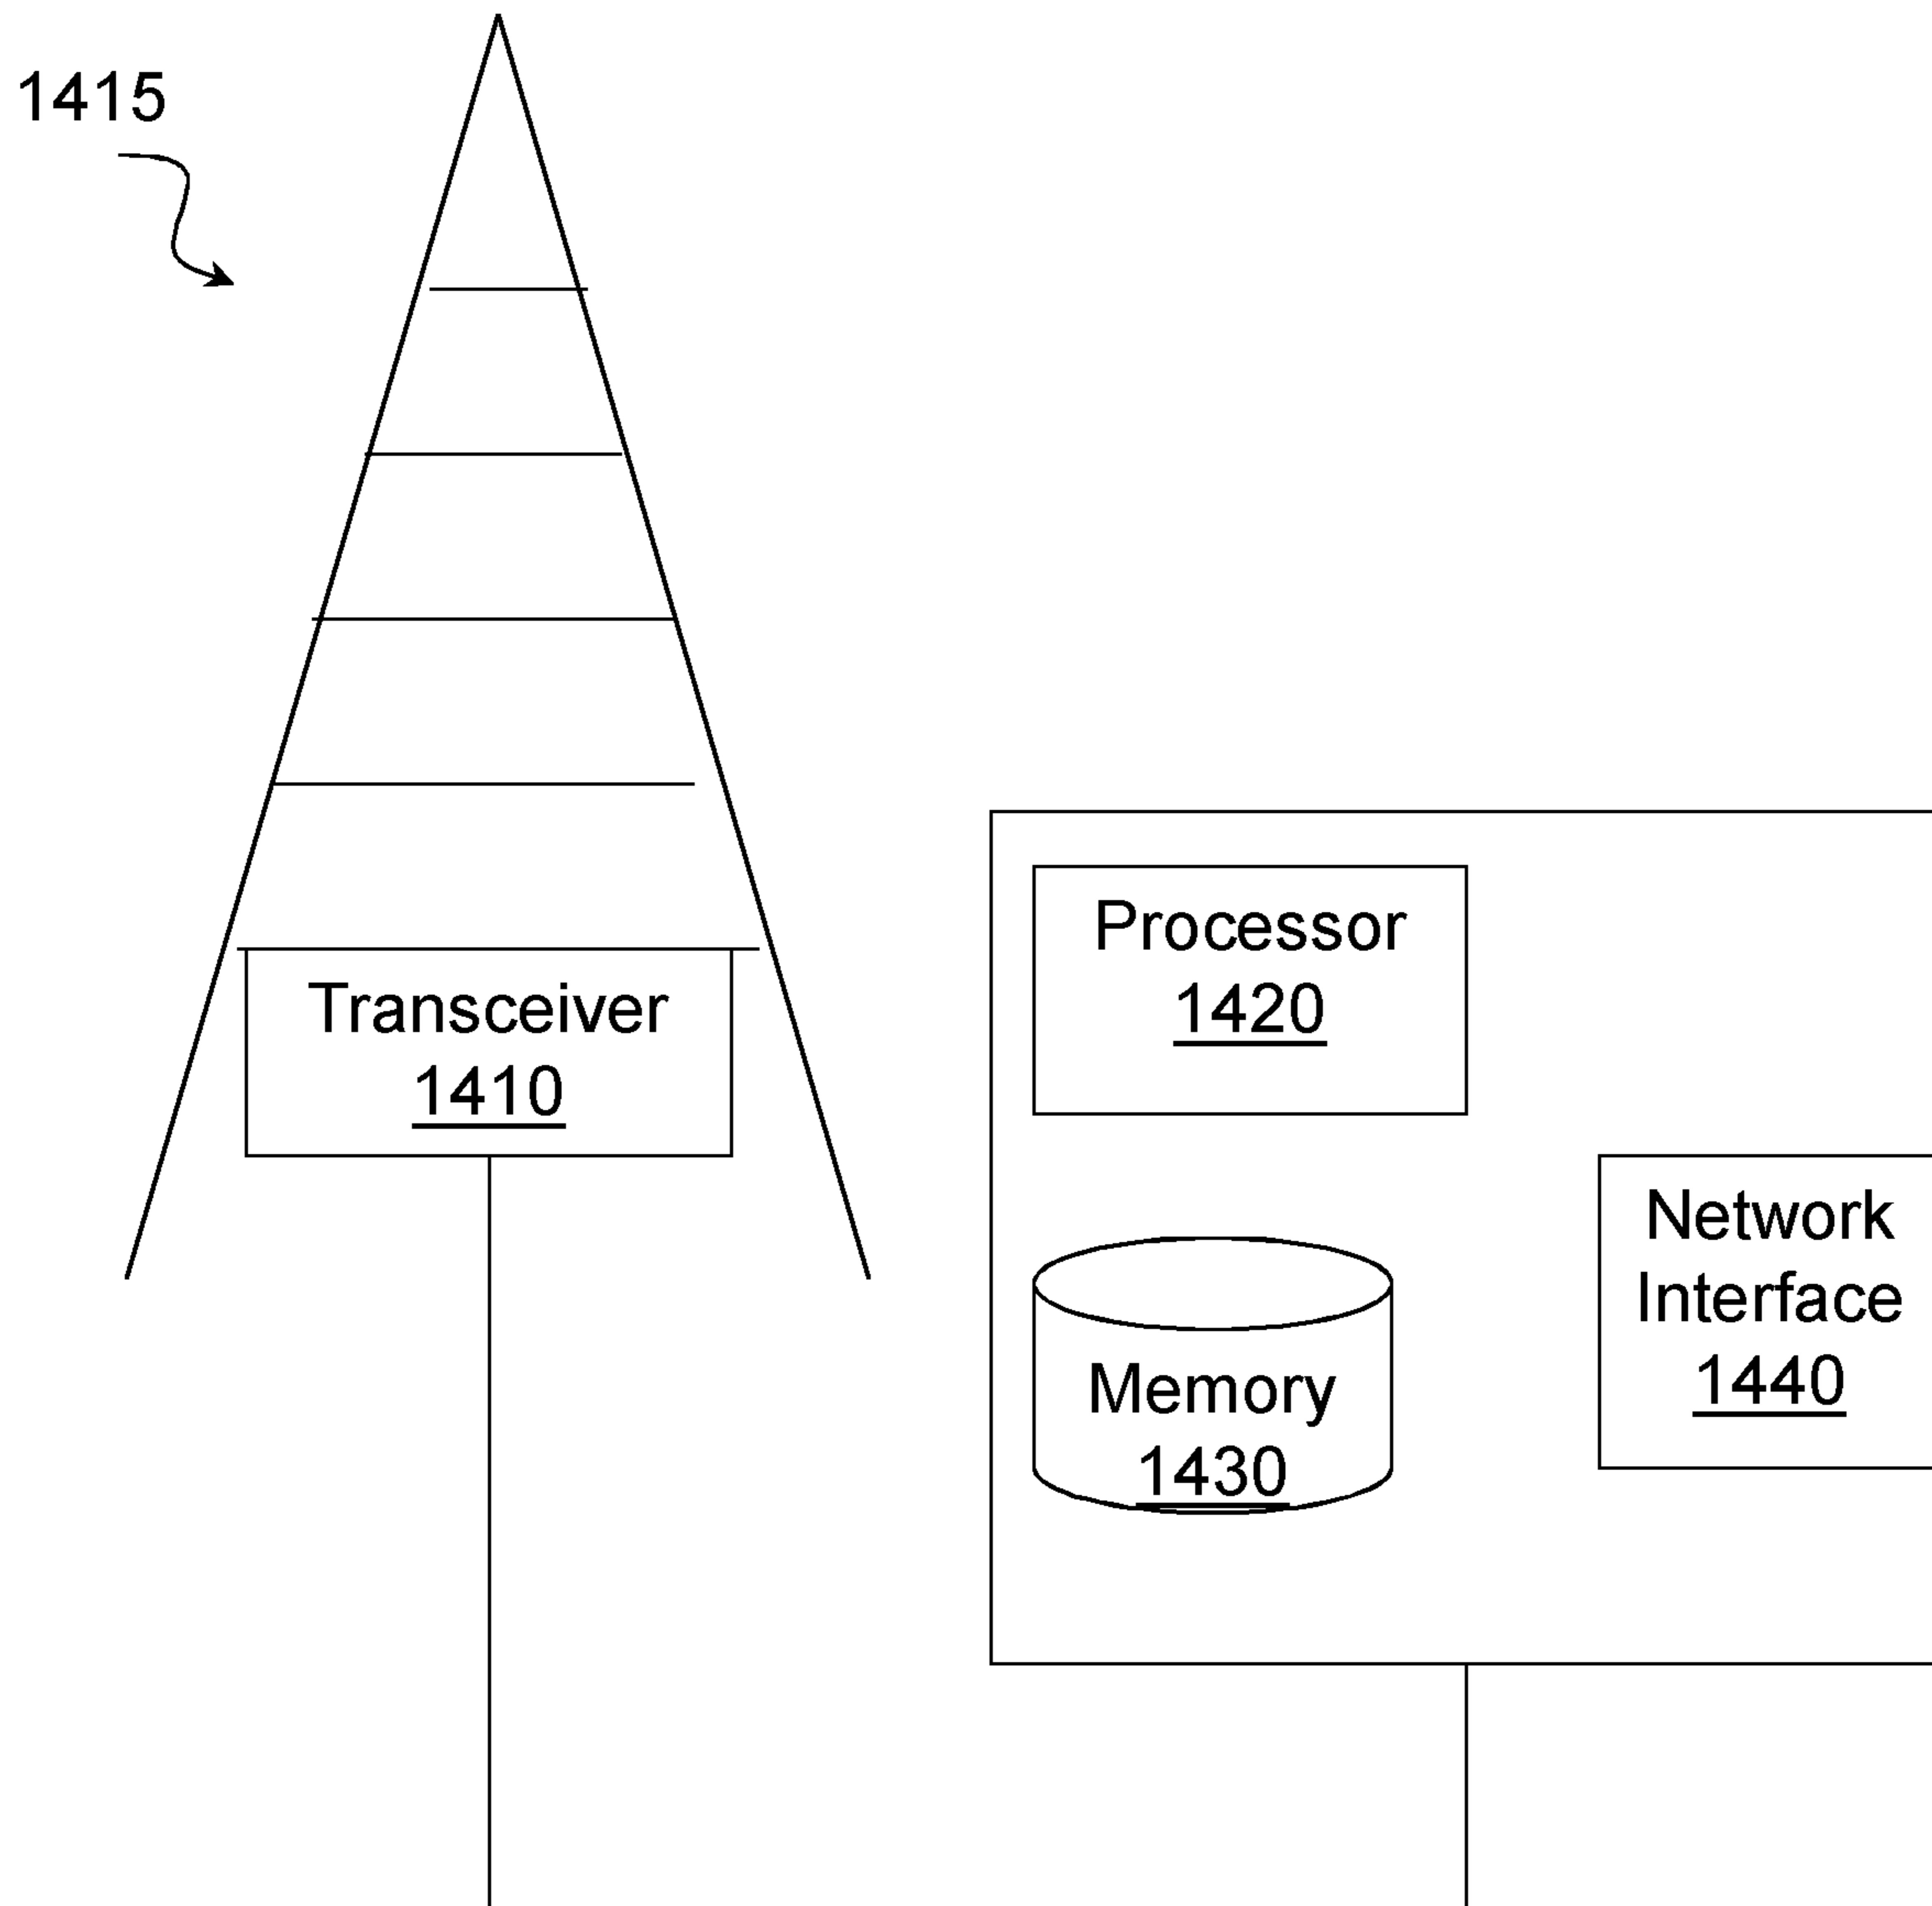 1415
Transceiver
1410
Processor
1420
Memory
1430
Network
Interface
1440